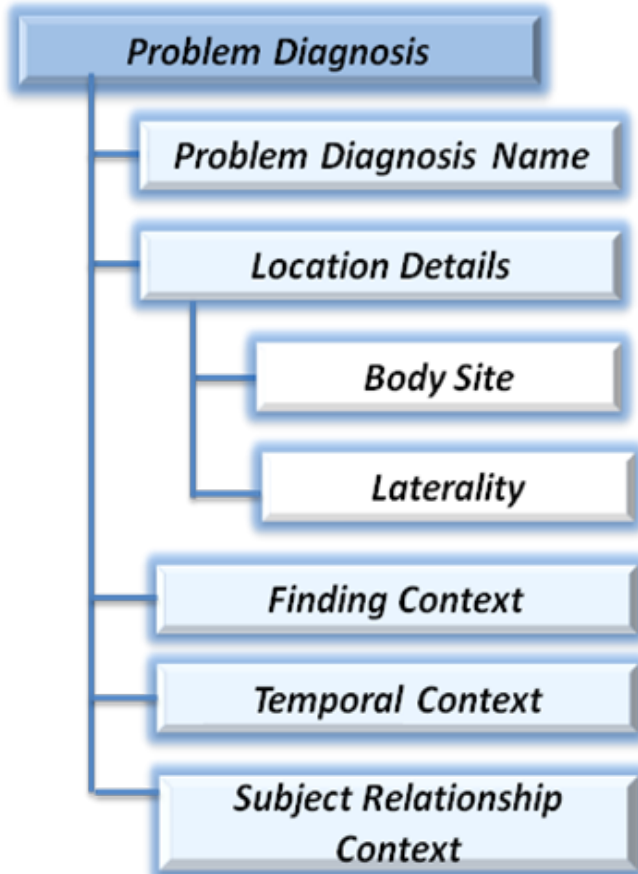 Problem Diagnosis
Problem Diagnosis Name
Location Details
Body Site
Laterality
Finding Context
Temporal Context
Subject Relationship
Context